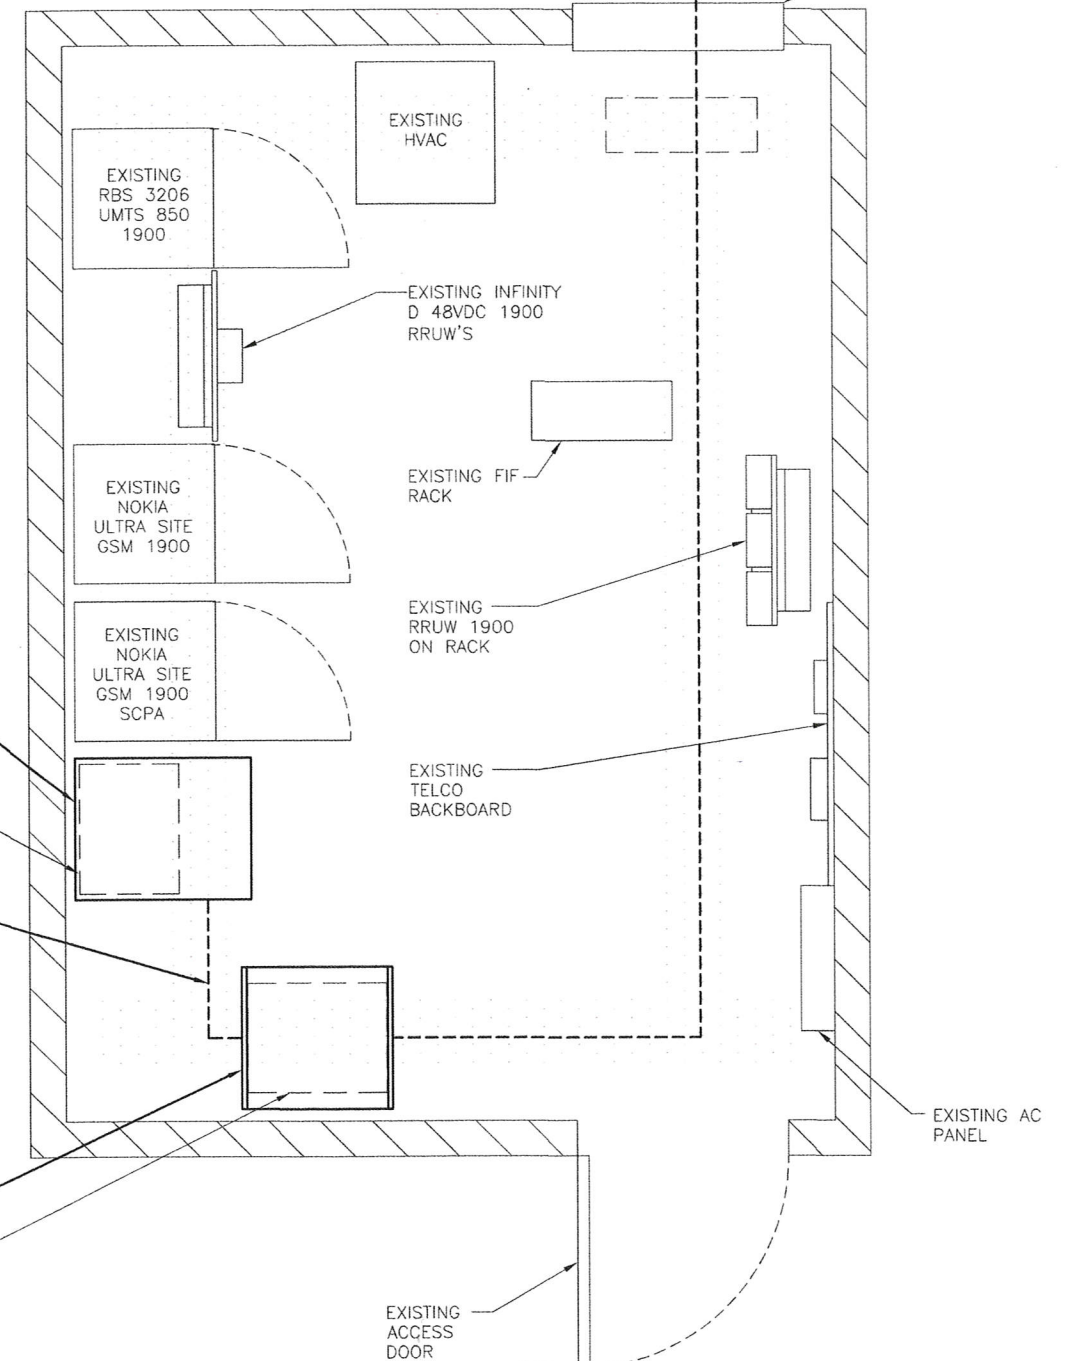 EXISTING
HVAC
EXISTING
RBS 3206
UMTS 850
1900
EXISTING INFINITY
D 48VDC 1900
RRUW'S
EXISTING FIF
RACK
EXISTING
NOKIA
ULTRA SITE
GSM 1900
EXISTING
RRUW 1900
ON RACK
EXISTING
NOKIA
ULTRA SITE
GSM 1900
SCPA
EXISTING
TELCO
BACKBOARD
EXISTING AC
PANEL
EXISTING
ACCESS
DOOR